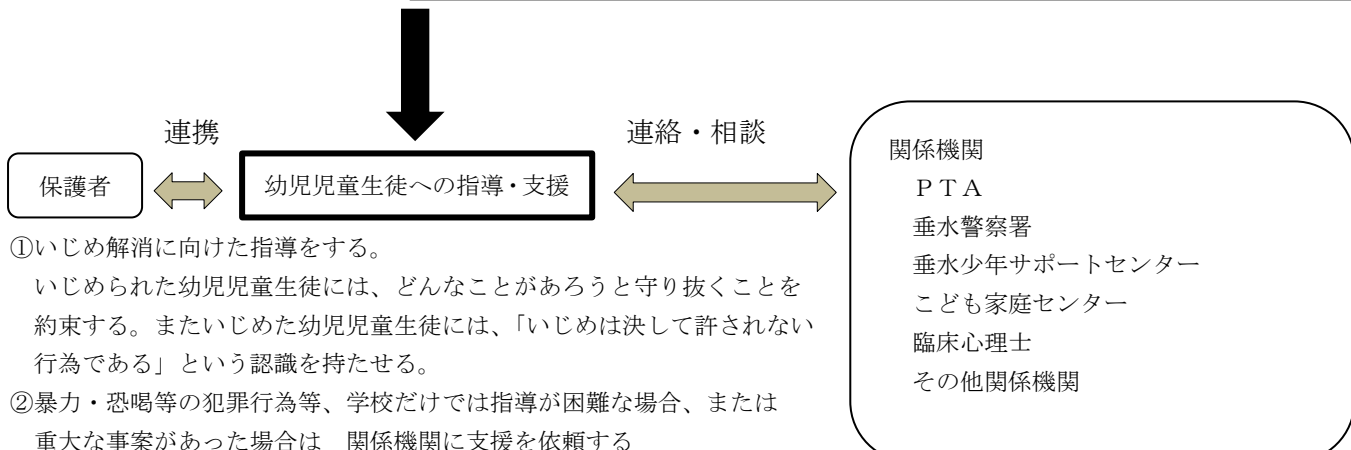 連携
連絡・相談
保護者
幼児児童生徒への指導・支援
①いじめ解消に向けた指導をする。
いじめられた幼児児童生徒には、どんなことがあろうと守り抜くことを
約束する。またいじめた幼児児童生徒には、「いじめは決して許されない
行為である」という認識を持たせる。
②暴力・恐喝等の犯罪行為等、学校だけでは指導が困難な場合、または
重大な事案があった場合は 関係機関に支援を依頼する
関係機関
ＰＴＡ
垂水警察署
垂水少年サポートセンター
こども家庭センター
臨床心理士
その他関係機関